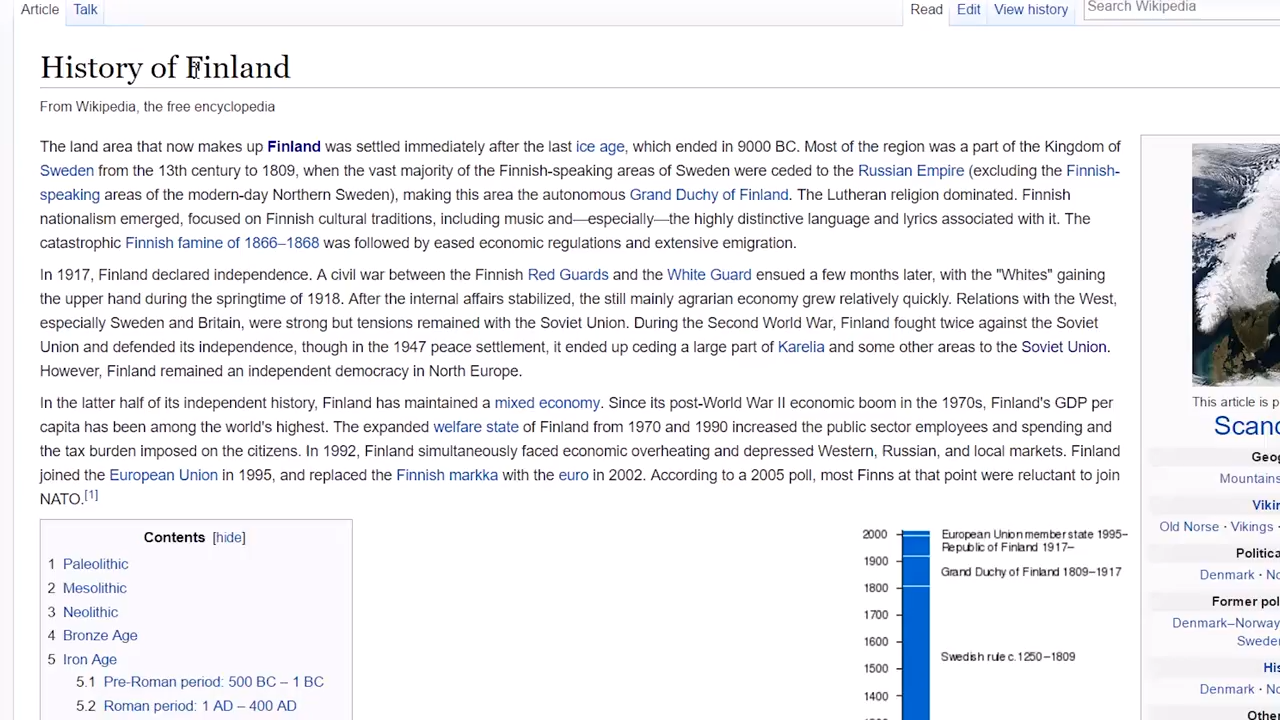 Article Talk Read Edit View history Search Wikipedia
History of Finland
From Wikipedia, the free encyclopedia
The land area that now makes up Finland was settled immediately after the last ice age, which ended in 9000 BC. Most of the region was a part of the Kingdom of
Sweden from the 13th century to 1809, when the vast majority of the Finnish-speaking areas of Sweden were ceded to the Russian Empire (excluding the Finnish-
speaking areas of the modern-day Northern Sweden), making this area the autonomous Grand Duchy of Finland. The Lutheran religion dominated. Finnish
nationalism emerged, focused on Finnish cultural traditions, including music and—especially—the highly distinctive language and lyrics associated with it. The
catastrophic Finnish famine of 1866–1868 was followed by eased economic regulations and extensive emigration.
In 1917, Finland declared independence. A civil war between the Finnish Red Guards and the White Guard ensued a few months later, with the "Whites" gaining
the upper hand during the springtime of 1918. After the internal affairs stabilized, the still mainly agrarian economy grew relatively quickly. Relations with the West,
especially Sweden and Britain, were strong but tensions remained with the Soviet Union. During the Second World War, Finland fought twice against the Soviet
Union and defended its independence, though in the 1947 peace settlement, it ended up ceding a large part of Karelia and some other areas to the Soviet Union.
However, Finland remained an independent democracy in North Europe.
In the latter half of its independent history, Finland has maintained a mixed economy. Since its post-World War II economic boom in the 1970s, Finland's GDP per
capita has been among the world's highest. The expanded welfare state of Finland from 1970 and 1990 increased the public sector employees and spending and
the tax burden imposed on the citizens. In 1992, Finland simultaneously faced economic overheating and depressed Western, Russian, and local markets. Finland
joined the European Union in 1995, and replaced the Finnish markka with the euro in 2002. According to a 2005 poll, most Finns at that point were reluctant to join
NATO.[1]
Contents [hide]
1 Paleolithic
2 Mesolithic
3 Neolithic
4 Bronze Age
5 Iron Age
5.1 Pre-Roman period: 500 BC – 1 BC
5.2 Roman period: 1 AD – 400 AD
2000 European Union member state 1995–
Republic of Finland 1917–
1900
Grand Duchy of Finland 1809–1917
1800
1700
1600
Swedish rule c.1250–1809
1500
1400
This article is p
Scand
Geog
Mountains
Vikin
Old Norse · Vikings ·
Politica
Denmark · No
Former pol
Denmark–Norway
Swede
His
Denmark · No
Other